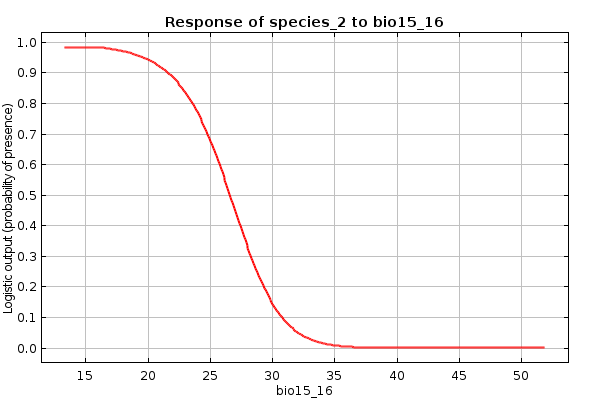 Response of species_2 to bio15_16
Logistic output (probability of presence)
1.0
0.9
0.8
0.7
0.6
0.5
0.4
0.3
0.2
0.1
0.0
15 20 25 30 35 40 45 50
bio15_16